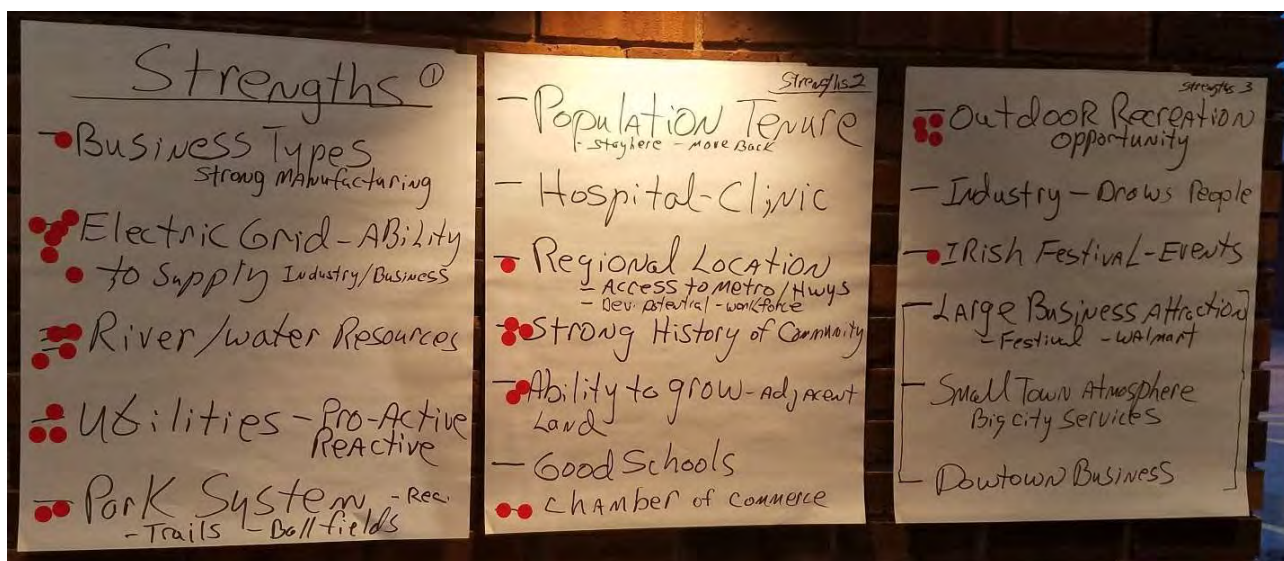 Strengths ①
- Business Types
Strong Manufacturing
- Electric Grid - Ability
to Supply Industry/Business
- River/water Resources
- Utilities - Pro-Active
ReActive
- Park System - Rec.
- Trails - Ball fields
Strengths 2
- Population Tenure
- Stay here - Move Back
- Hospital-Clinic
- Regional Location
- Access to Metro/Hwys
- Dev. potential - workforce
- Strong History of Community
- Ability to grow - Adjacent
Land
- Good Schools
- Chamber of Commerce
Strengths 3
- Outdoor Recreation
Opportunity
- Industry - Draws People
- Irish Festival - Events
- Large Business Attraction
- Festival - Walmart
- Small Town Atmosphere
Big City Services
- Dowtown Business